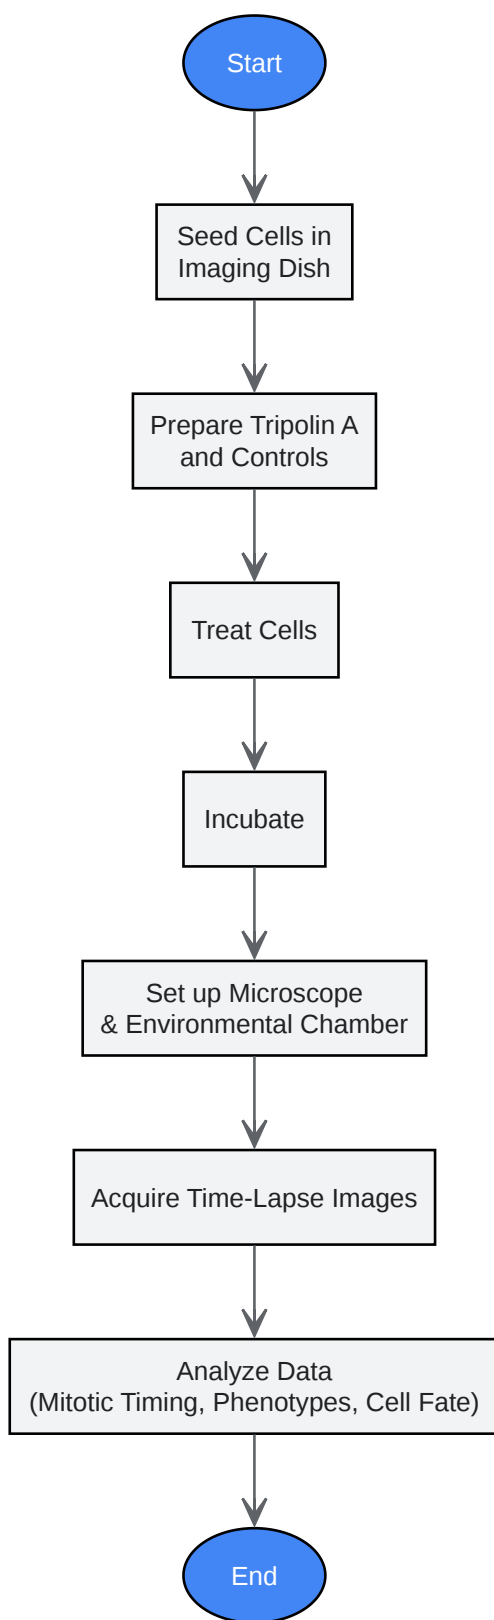 Start
Seed Cells in
Imaging Dish
Prepare Tripolin A
and Controls
Treat Cells
Incubate
Set up Microscope
& Environmental Chamber
Acquire Time-Lapse Images
Analyze Data
(Mitotic Timing, Phenotypes, Cell Fate)
End